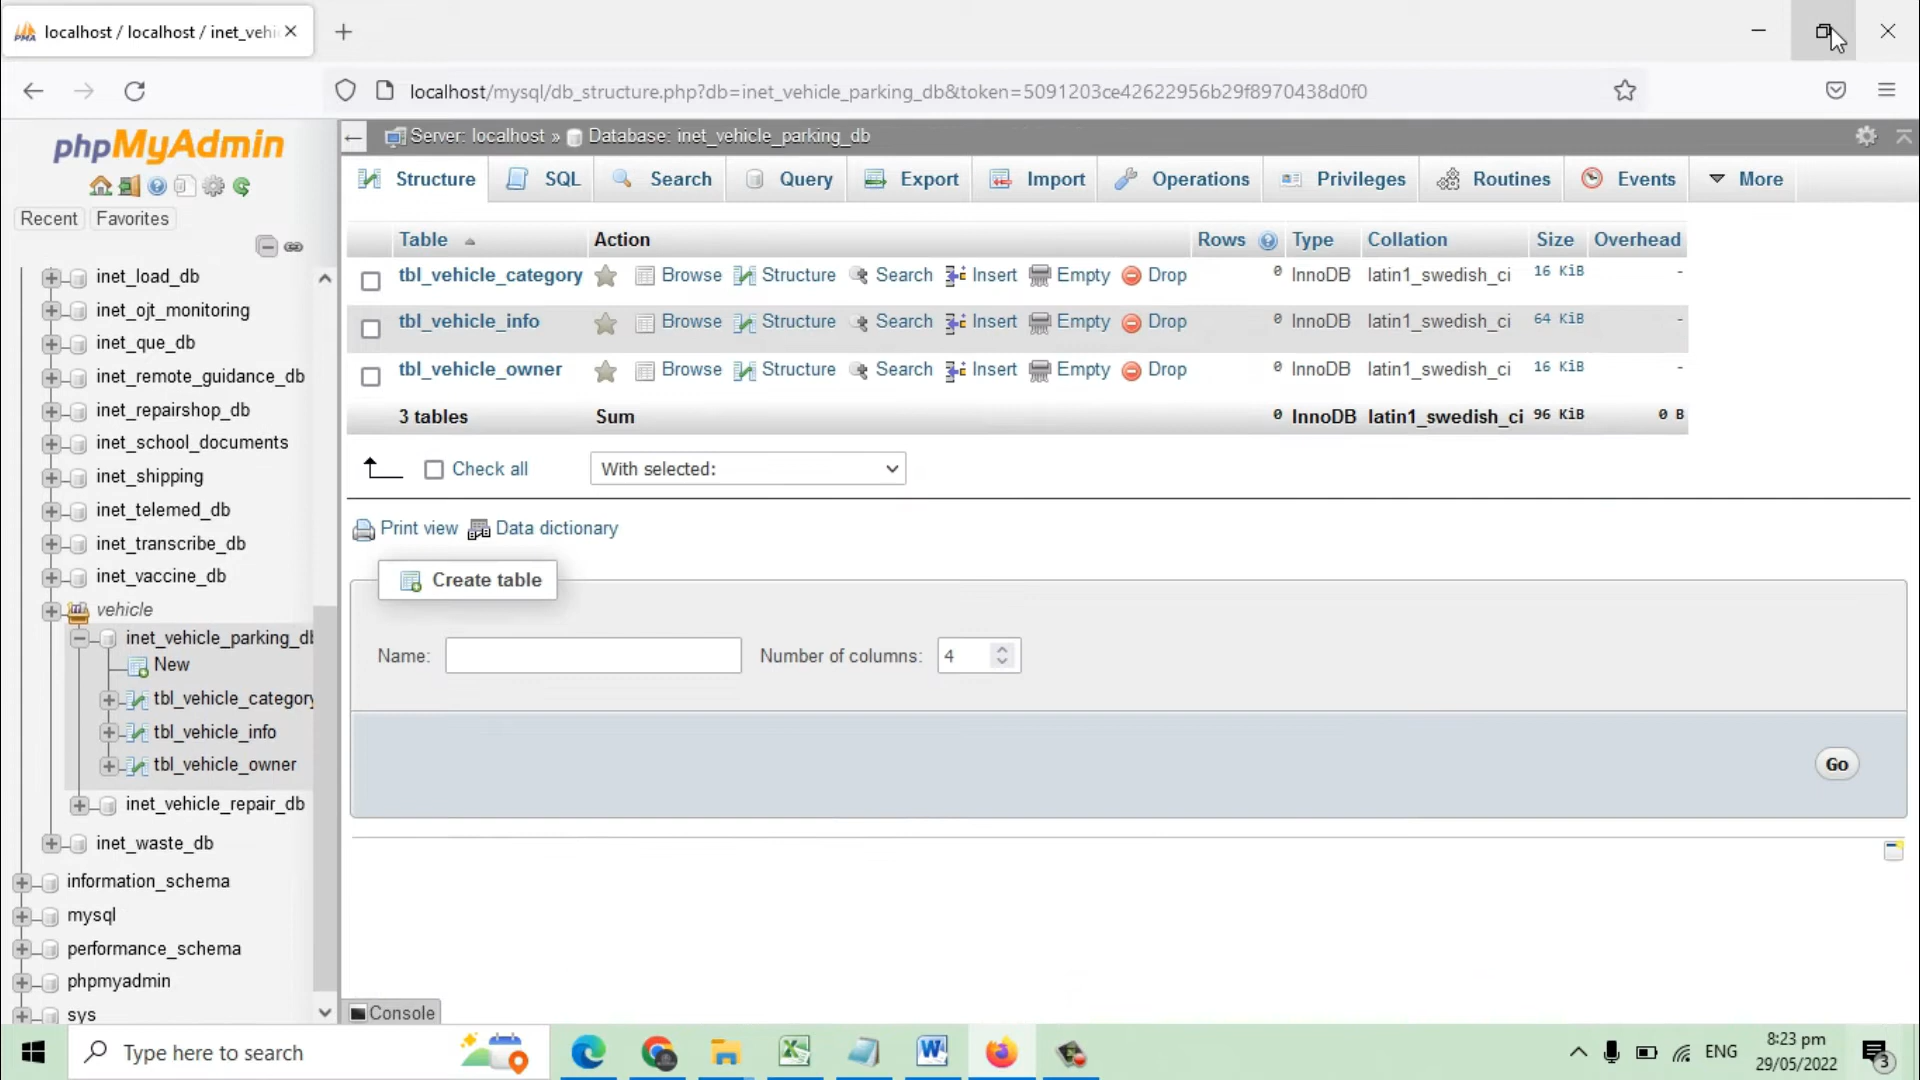 localhost / localhost / inet_vehi
localhost/mysql/db_structure.php?db=inet_vehicle_parking_db&token=5091203ce42622956b29f8970438d0f0
phpMyAdmin
Recent Favorites
inet_load_db
inet_ojt_monitoring
inet_que_db
inet_remote_guidance_db
inet_repairshop_db
inet_school_documents
inet_shipping
inet_telemed_db
inet_transcribe_db
inet_vaccine_db
vehicle
inet_vehicle_parking_db
New
tbl_vehicle_category
tbl_vehicle_info
tbl_vehicle_owner
inet_vehicle_repair_db
inet_waste_db
information_schema
mysql
performance_schema
phpmyadmin
sys
Server: localhost » Database: inet_vehicle_parking_db
Structure SQL Search Query Export Import Operations Privileges Routines Events More
Table Action Rows Type Collation Size Overhead
tbl_vehicle_category Browse Structure Search Insert Empty Drop 0 InnoDB latin1_swedish_ci 16 KiB -
tbl_vehicle_info Browse Structure Search Insert Empty Drop 0 InnoDB latin1_swedish_ci 64 KiB -
tbl_vehicle_owner Browse Structure Search Insert Empty Drop 0 InnoDB latin1_swedish_ci 16 KiB -
3 tables Sum 0 InnoDB latin1_swedish_ci 96 KiB 0 B
Check all With selected:
Print view Data dictionary
Create table
Name: Number of columns: 4
Go
Console
Type here to search
ENG
8:23 pm
29/05/2022
3